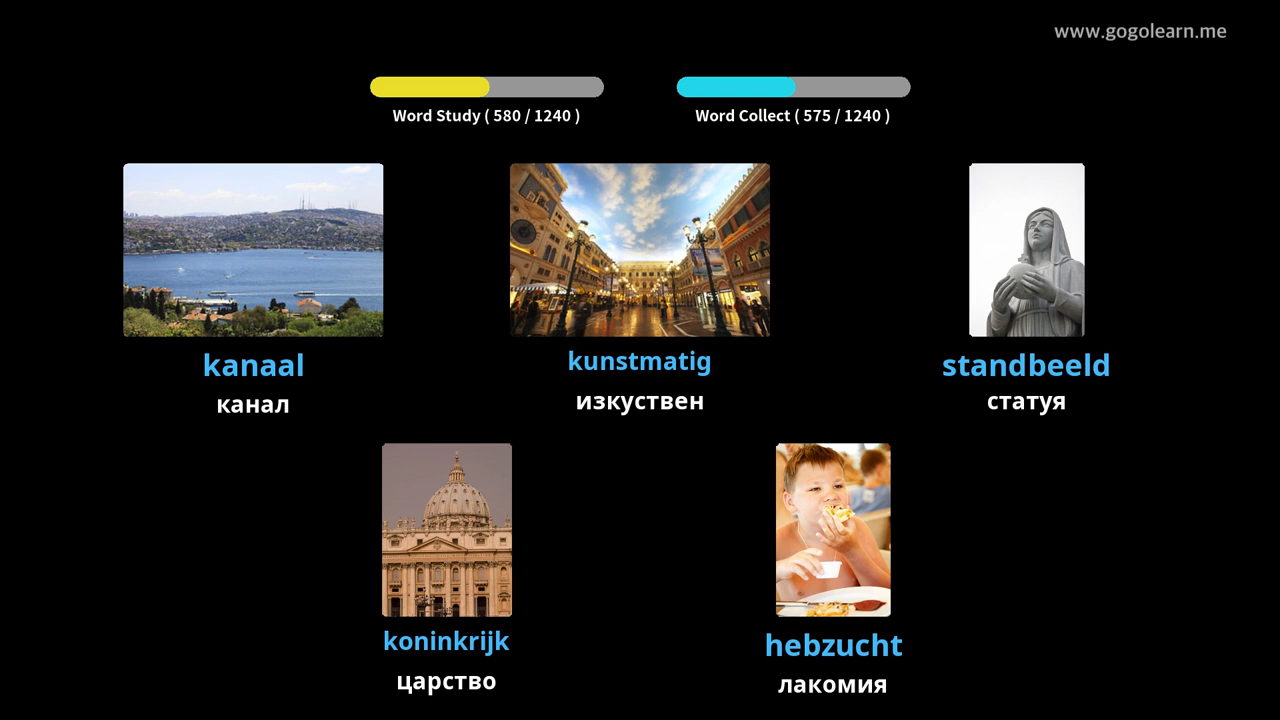 www.gogolearn.me
Word Study ( 580 / 1240 )
Word Collect ( 575 / 1240 )
kanaal
канал
kunstmatig
изкуствен
standbeeld
статуя
koninkrijk
царство
hebzucht
лакомия